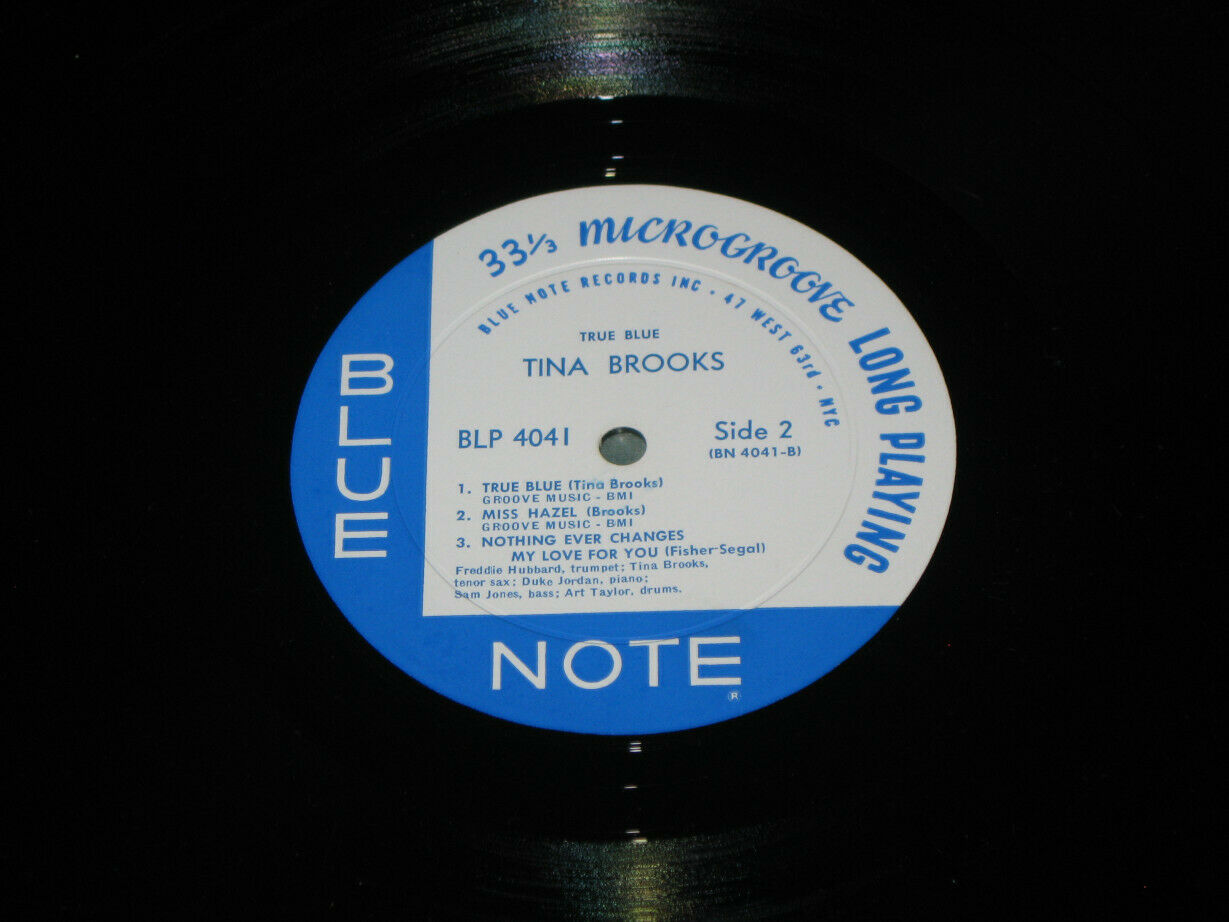 33⅓ MICROGROOVE LONG PLAYING
BLUE NOTE RECORDS INC · 47 WEST 63rd · NYC
TRUE BLUE
TINA BROOKS
BLP 4041
Side 2
(BN 4041-B)
1. TRUE BLUE (Tina Brooks)
GROOVE MUSIC - BMI
2. MISS HAZEL (Brooks)
GROOVE MUSIC - BMI
3. NOTHING EVER CHANGES
MY LOVE FOR YOU (Fisher-Segal)
Freddie Hubbard, trumpet; Tina Brooks,
tenor sax; Duke Jordan, piano;
Sam Jones, bass; Art Taylor, drums.
BLUE
NOTE
®